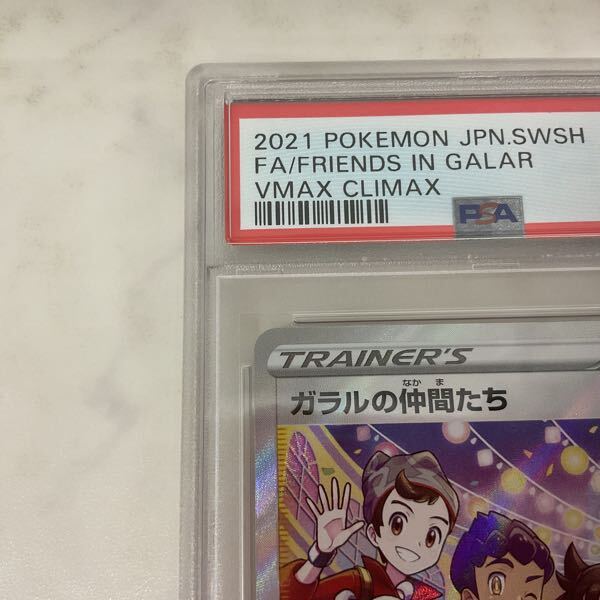 2021 POKEMON JPN.SWSH
FA/FRIENDS IN GALAR
VMAX CLIMAX
PSA
TRAINER'S
なかま
ガラルの仲間たち